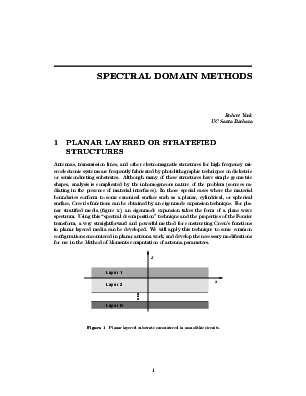 SPECTRAL DOMAIN METHODS
Robert York
UC Santa Barbara
1 PLANAR LAYERED OR STRATIFIED
STRUCTURES
Antennas, transmission lines, and other electromagnetic structures for high frequency mi-
croelectronic systems are frequently fabricated by photolithographic techniques on dielectric
or semiconducting substrates. Although many of these structures have simple geometric
shapes, analysis is complicated by the inhomogeneous nature of the problem (sources ra-
diating in the presence of material interfaces). In those special cases where the material
boundaries conform to some canonical surface such as a planar, cylindrical, or spherical
surface, Green's functions can be obtained by an eigenmode expansion technique. For pla-
nar stratified media (figure 1), an eigenmode expansion takes the form of a plane wave
spectrum. Using this "spectral decomposition" technique and the properties of the Fourier
transform, a very straightforward and powerful method for constructing Green's functions
in planar layered media can be developed. We will apply this technique to some common
configurations encountered in planar antenna work, and develop the necessary modifications
for use in the Method of Moments computation of antenna parameters.
z
Layer 1
x
Layer 2
Layer N
Figure 1 Planar layered substrate encountered in monolithic circuits.
1